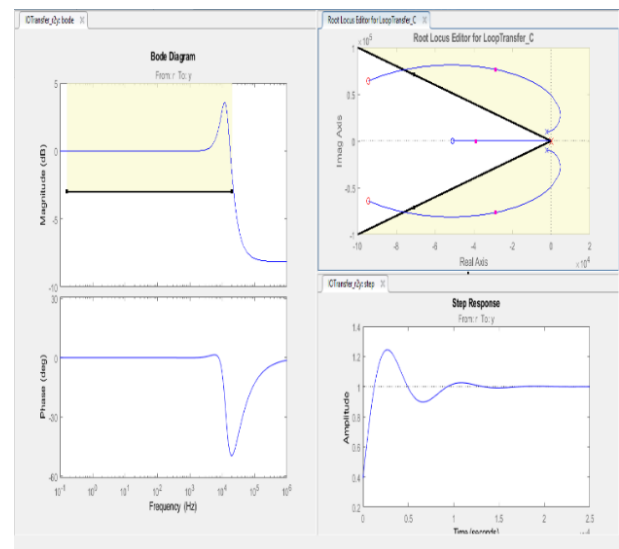 IOTransfer_r2y: bode
Bode Diagram
From: r To: y
Magnitude (dB)
5
0
-5
-10
Phase (deg)
30
0
-30
-60
10^-1
10^0
10^1
10^2
10^3
10^4
10^5
10^6
Frequency (Hz)
Root Locus Editor for LoopTransfer_C
×10^5
Root Locus Editor for LoopTransfer_C
Imag Axis
1
0.5
0
-0.5
-1
-10
-8
-6
-4
-2
0
2
Real Axis
×10^4
IOTransfer_r2y: step
Step Response
From: r To: y
Amplitude
1.4
1.2
1
0.8
0.6
0.4
0.2
0
0.5
1
1.5
2
2.5
Time (seconds)